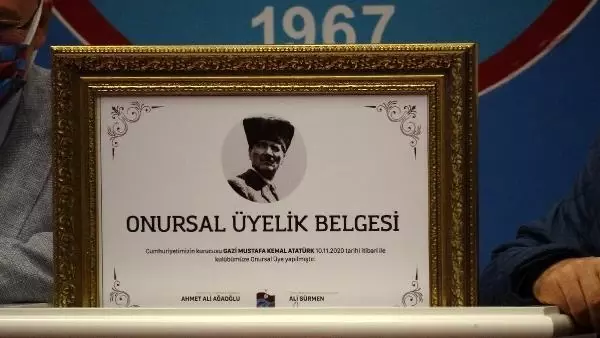 1967
ONURSAL ÜYELİK BELGESİ
Cumhuriyetimizin kurucusu GAZİ MUSTAFA KEMAL ATATÜRK 10.11.2020 tarihi itibari ile
kulübümüze Onursal Üye yapılmıştır.
AHMET ALİ AĞAOĞLU ALİ SÜRMEN